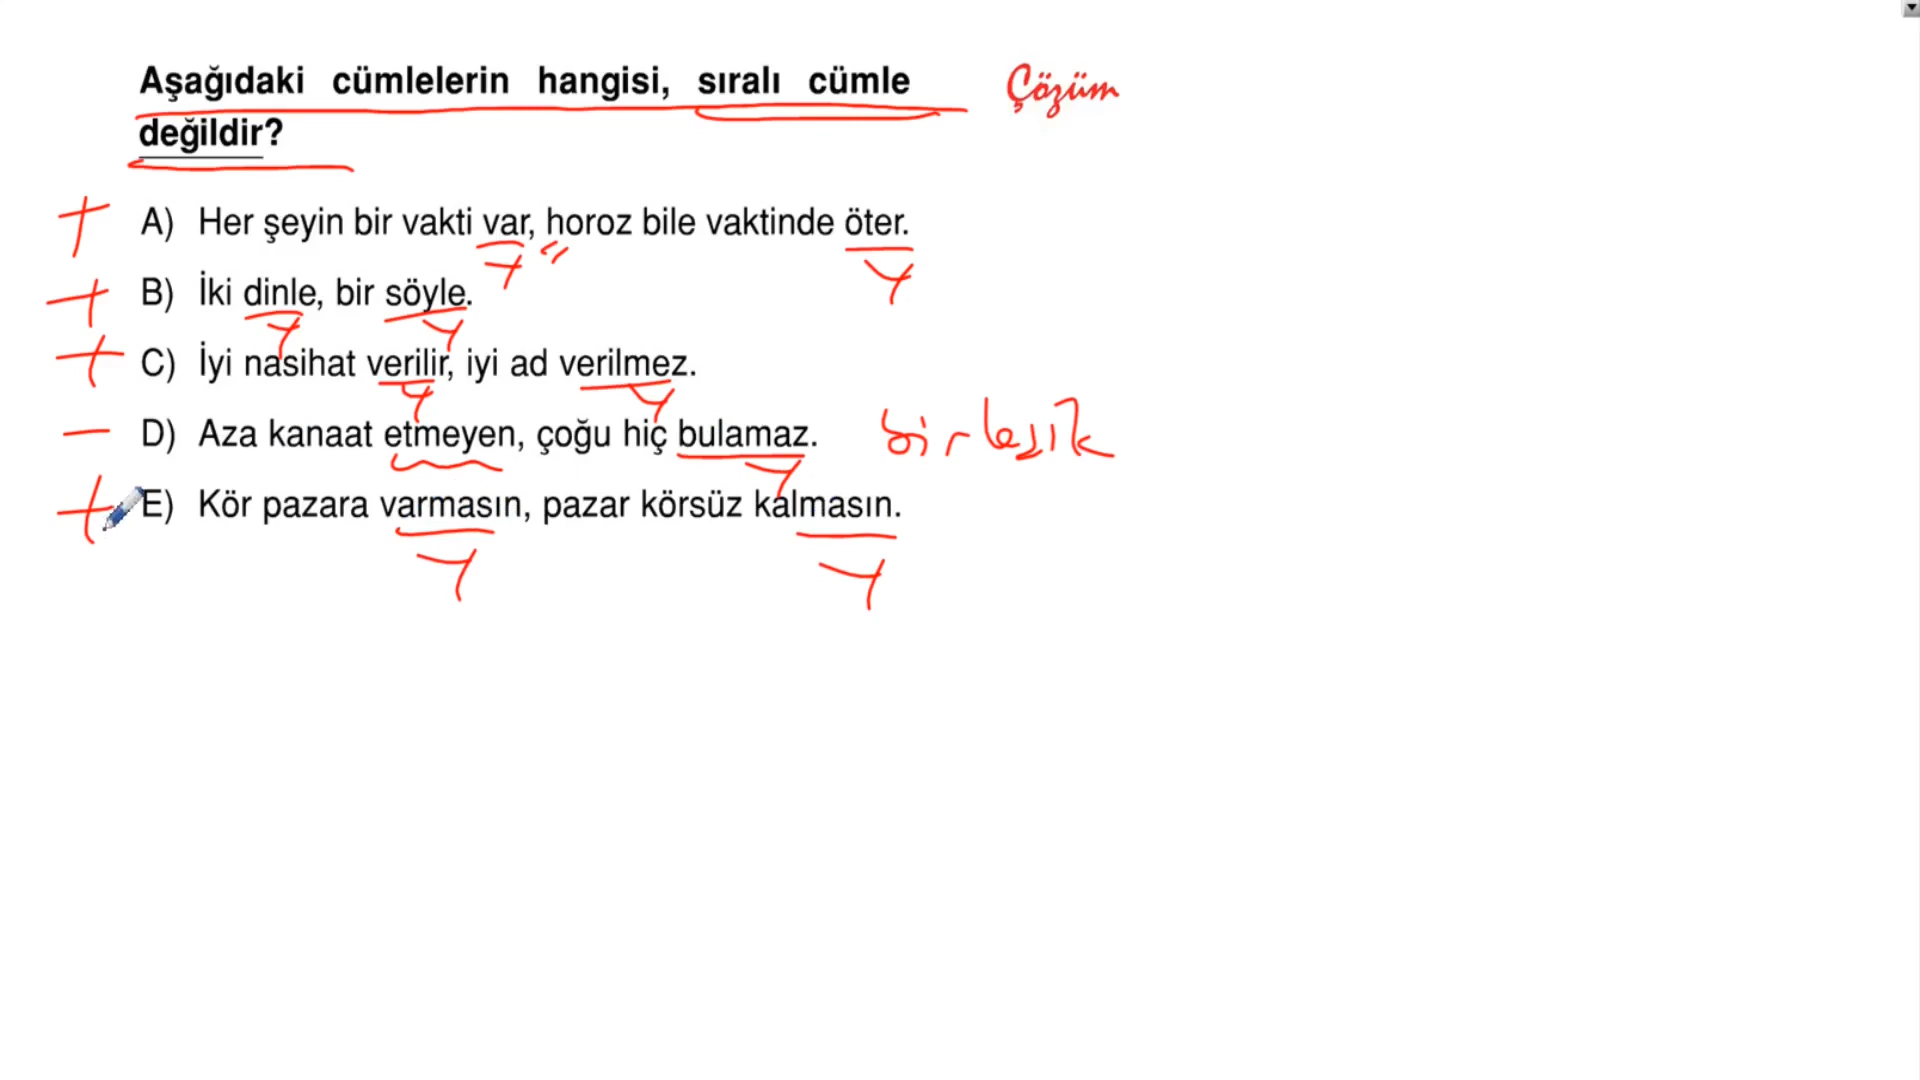 Aşağıdaki cümlelerin hangisi, sıralı cümle Çözüm
değildir?
+ A) Her şeyin bir vakti var, horoz bile vaktinde öter.
Y " Y
+ B) İki dinle, bir söyle.
Y Y
+ C) İyi nasihat verilir, iyi ad verilmez.
Y Y
- D) Aza kanaat etmeyen, çoğu hiç bulamaz. birleşik
Y
+ E) Kör pazara varmasın, pazar körsüz kalmasın.
Y Y